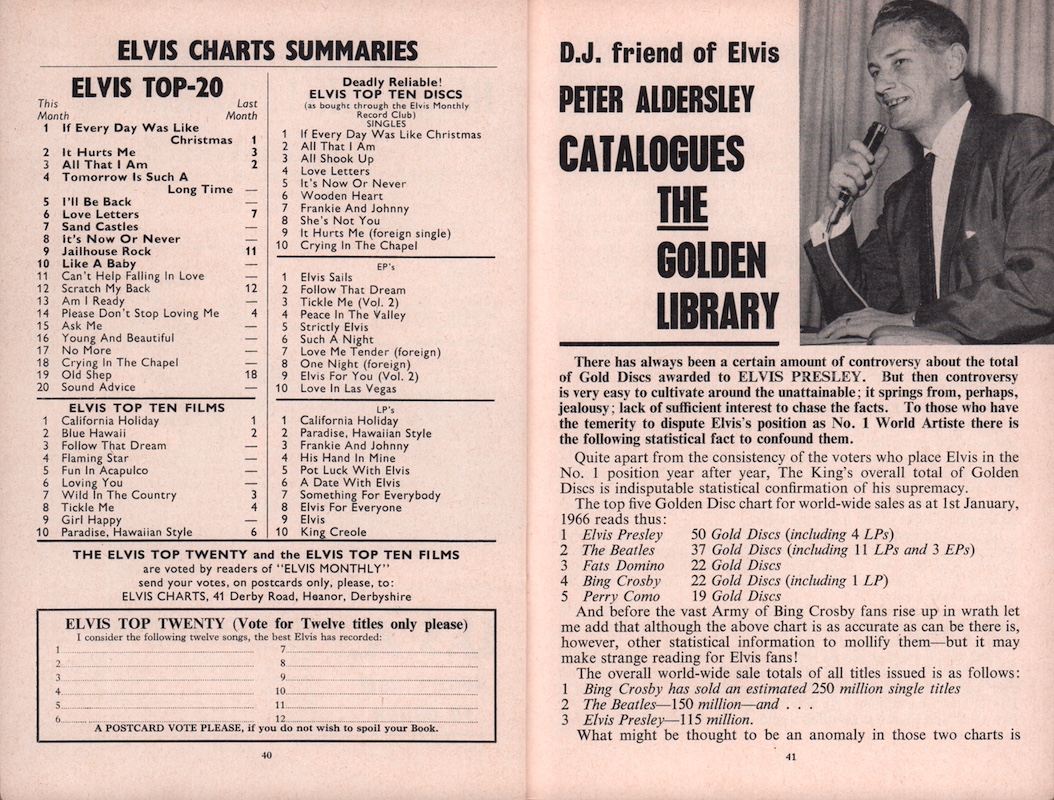 ELVIS CHARTS SUMMARIES
ELVIS TOP-20
This Month
Last Month
1 If Every Day Was Like
Christmas 1
2 It Hurts Me 3
3 All That I Am 2
4 Tomorrow Is Such A
Long Time —
5 I'll Be Back —
6 Love Letters 7
7 Sand Castles —
8 It's Now Or Never —
9 Jailhouse Rock 11
10 Like A Baby —
11 Can't Help Falling In Love —
12 Scratch My Back 12
13 Am I Ready —
14 Please Don't Stop Loving Me 4
15 Ask Me —
16 Young And Beautiful —
17 No More —
18 Crying In The Chapel —
19 Old Shep 18
20 Sound Advice —
ELVIS TOP TEN FILMS
1 California Holiday 1
2 Blue Hawaii 2
3 Follow That Dream —
4 Flaming Star —
5 Fun In Acapulco —
6 Loving You —
7 Wild In The Country 3
8 Tickle Me 4
9 Girl Happy —
10 Paradise, Hawaiian Style 6
Deadly Reliable!
ELVIS TOP TEN DISCS
(as bought through the Elvis Monthly
Record Club)
SINGLES
1 If Every Day Was Like Christmas
2 All That I Am
3 All Shook Up
4 Love Letters
5 It's Now Or Never
6 Wooden Heart
7 Frankie And Johnny
8 She's Not You
9 It Hurts Me (foreign single)
10 Crying In The Chapel
EP's
1 Elvis Sails
2 Follow That Dream
3 Tickle Me (Vol. 2)
4 Peace In The Valley
5 Strictly Elvis
6 Such A Night
7 Love Me Tender (foreign)
8 One Night (foreign)
9 Elvis For You (Vol. 2)
10 Love In Las Vegas
LP's
1 California Holiday
2 Paradise, Hawaiian Style
3 Frankie And Johnny
4 His Hand In Mine
5 Pot Luck With Elvis
6 A Date With Elvis
7 Something For Everybody
8 Elvis For Everyone
9 Elvis
10 King Creole
THE ELVIS TOP TWENTY and the ELVIS TOP TEN FILMS
are voted by readers of "ELVIS MONTHLY"
send your votes, on postcards only, please, to:
ELVIS CHARTS, 41 Derby Road, Heanor, Derbyshire
ELVIS TOP TWENTY (Vote for Twelve titles only please)
I consider the following twelve songs, the best Elvis has recorded:
1 7
2 8
3 9
4 10
5 11
6 12
A POSTCARD VOTE PLEASE, if you do not wish to spoil your Book.
40
D.J. friend of Elvis
PETER ALDERSLEY
CATALOGUES
THE
GOLDEN
LIBRARY
There has always been a certain amount of controversy about the total
of Gold Discs awarded to ELVIS PRESLEY. But then controversy
is very easy to cultivate around the unattainable; it springs from, perhaps,
jealousy; lack of sufficient interest to chase the facts. To those who have
the temerity to dispute Elvis's position as No. 1 World Artiste there is
the following statistical fact to confound them.
Quite apart from the consistency of the voters who place Elvis in the
No. 1 position year after year, The King's overall total of Golden
Discs is indisputable statistical confirmation of his supremacy.
The top five Golden Disc chart for world-wide sales as at 1st January,
1966 reads thus:
1 Elvis Presley 50 Gold Discs (including 4 LPs)
2 The Beatles 37 Gold Discs (including 11 LPs and 3 EPs)
3 Fats Domino 22 Gold Discs
4 Bing Crosby 22 Gold Discs (including 1 LP)
5 Perry Como 19 Gold Discs
And before the vast Army of Bing Crosby fans rise up in wrath let
me add that although the above chart is as accurate as can be there is,
however, other statistical information to mollify them—but it may
make strange reading for Elvis fans!
The overall world-wide sale totals of all titles issued is as follows:
1 Bing Crosby has sold an estimated 250 million single titles
2 The Beatles—150 million—and . . .
3 Elvis Presley—115 million.
What might be thought to be an anomaly in those two charts is
41